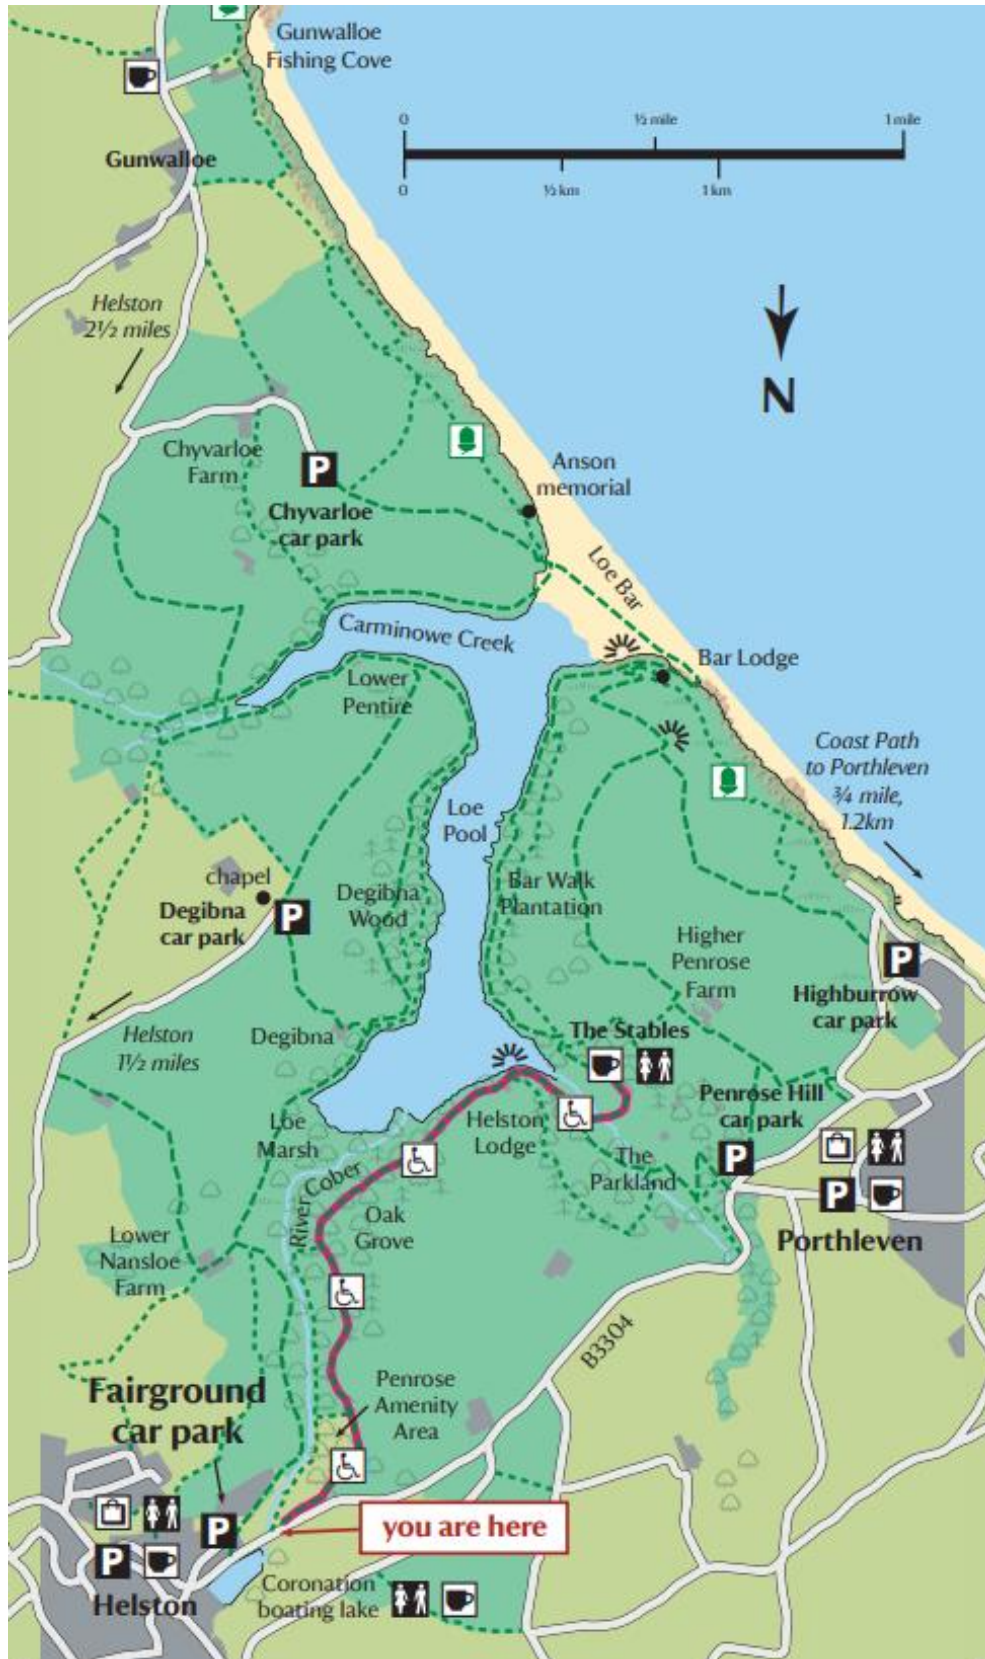 Gunwalloe
Fishing Cove
0
½ mile
1 mile
0
½ km
1 km
Gunwalloe
Helston
2½ miles
N
Chyvarloe
Farm
P
Chyvarloe
car park
Anson
memorial
Loe Bar
Carminowe Creek
Bar Lodge
Lower
Pentire
Coast Path
to Porthleven
¾ mile,
1.2km
Loe
Pool
chapel
Degibna
car park
P
Degibna
Wood
Bar Walk
Plantation
Higher
Penrose
Farm
P
Highburrow
car park
Helston
1½ miles
Degibna
The Stables
Loe
Marsh
Helston
Lodge
Penrose Hill
car park
The
Parkland
P
P
Porthleven
River Cober
Oak
Grove
Lower
Nansloe
Farm
B3304
Penrose
Amenity
Area
Fairground
car park
P
you are here
P
Helston
Coronation
boating lake